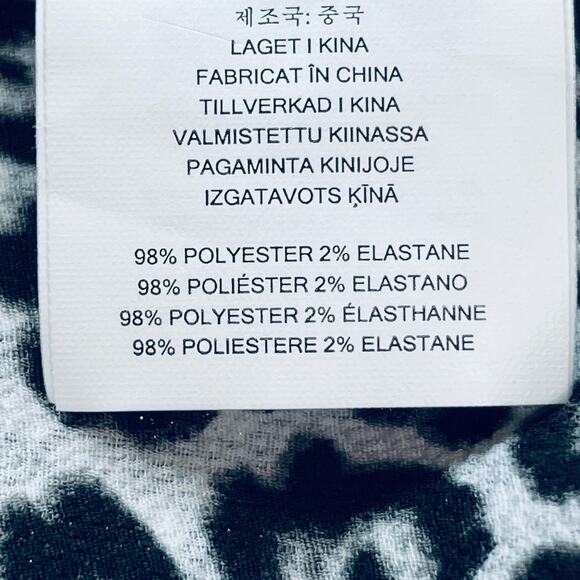 제조국: 중국
LAGET I KINA
FABRICAT ÎN CHINA
TILLVERKAD I KINA
VALMISTETTU KIINASSA
PAGAMINTA KINIJOJE
IZGATAVOTS ĶĪNĀ
98% POLYESTER 2% ELASTANE
98% POLIÉSTER 2% ELASTANO
98% POLYESTER 2% ÉLASTHANNE
98% POLIESTERE 2% ELASTANE